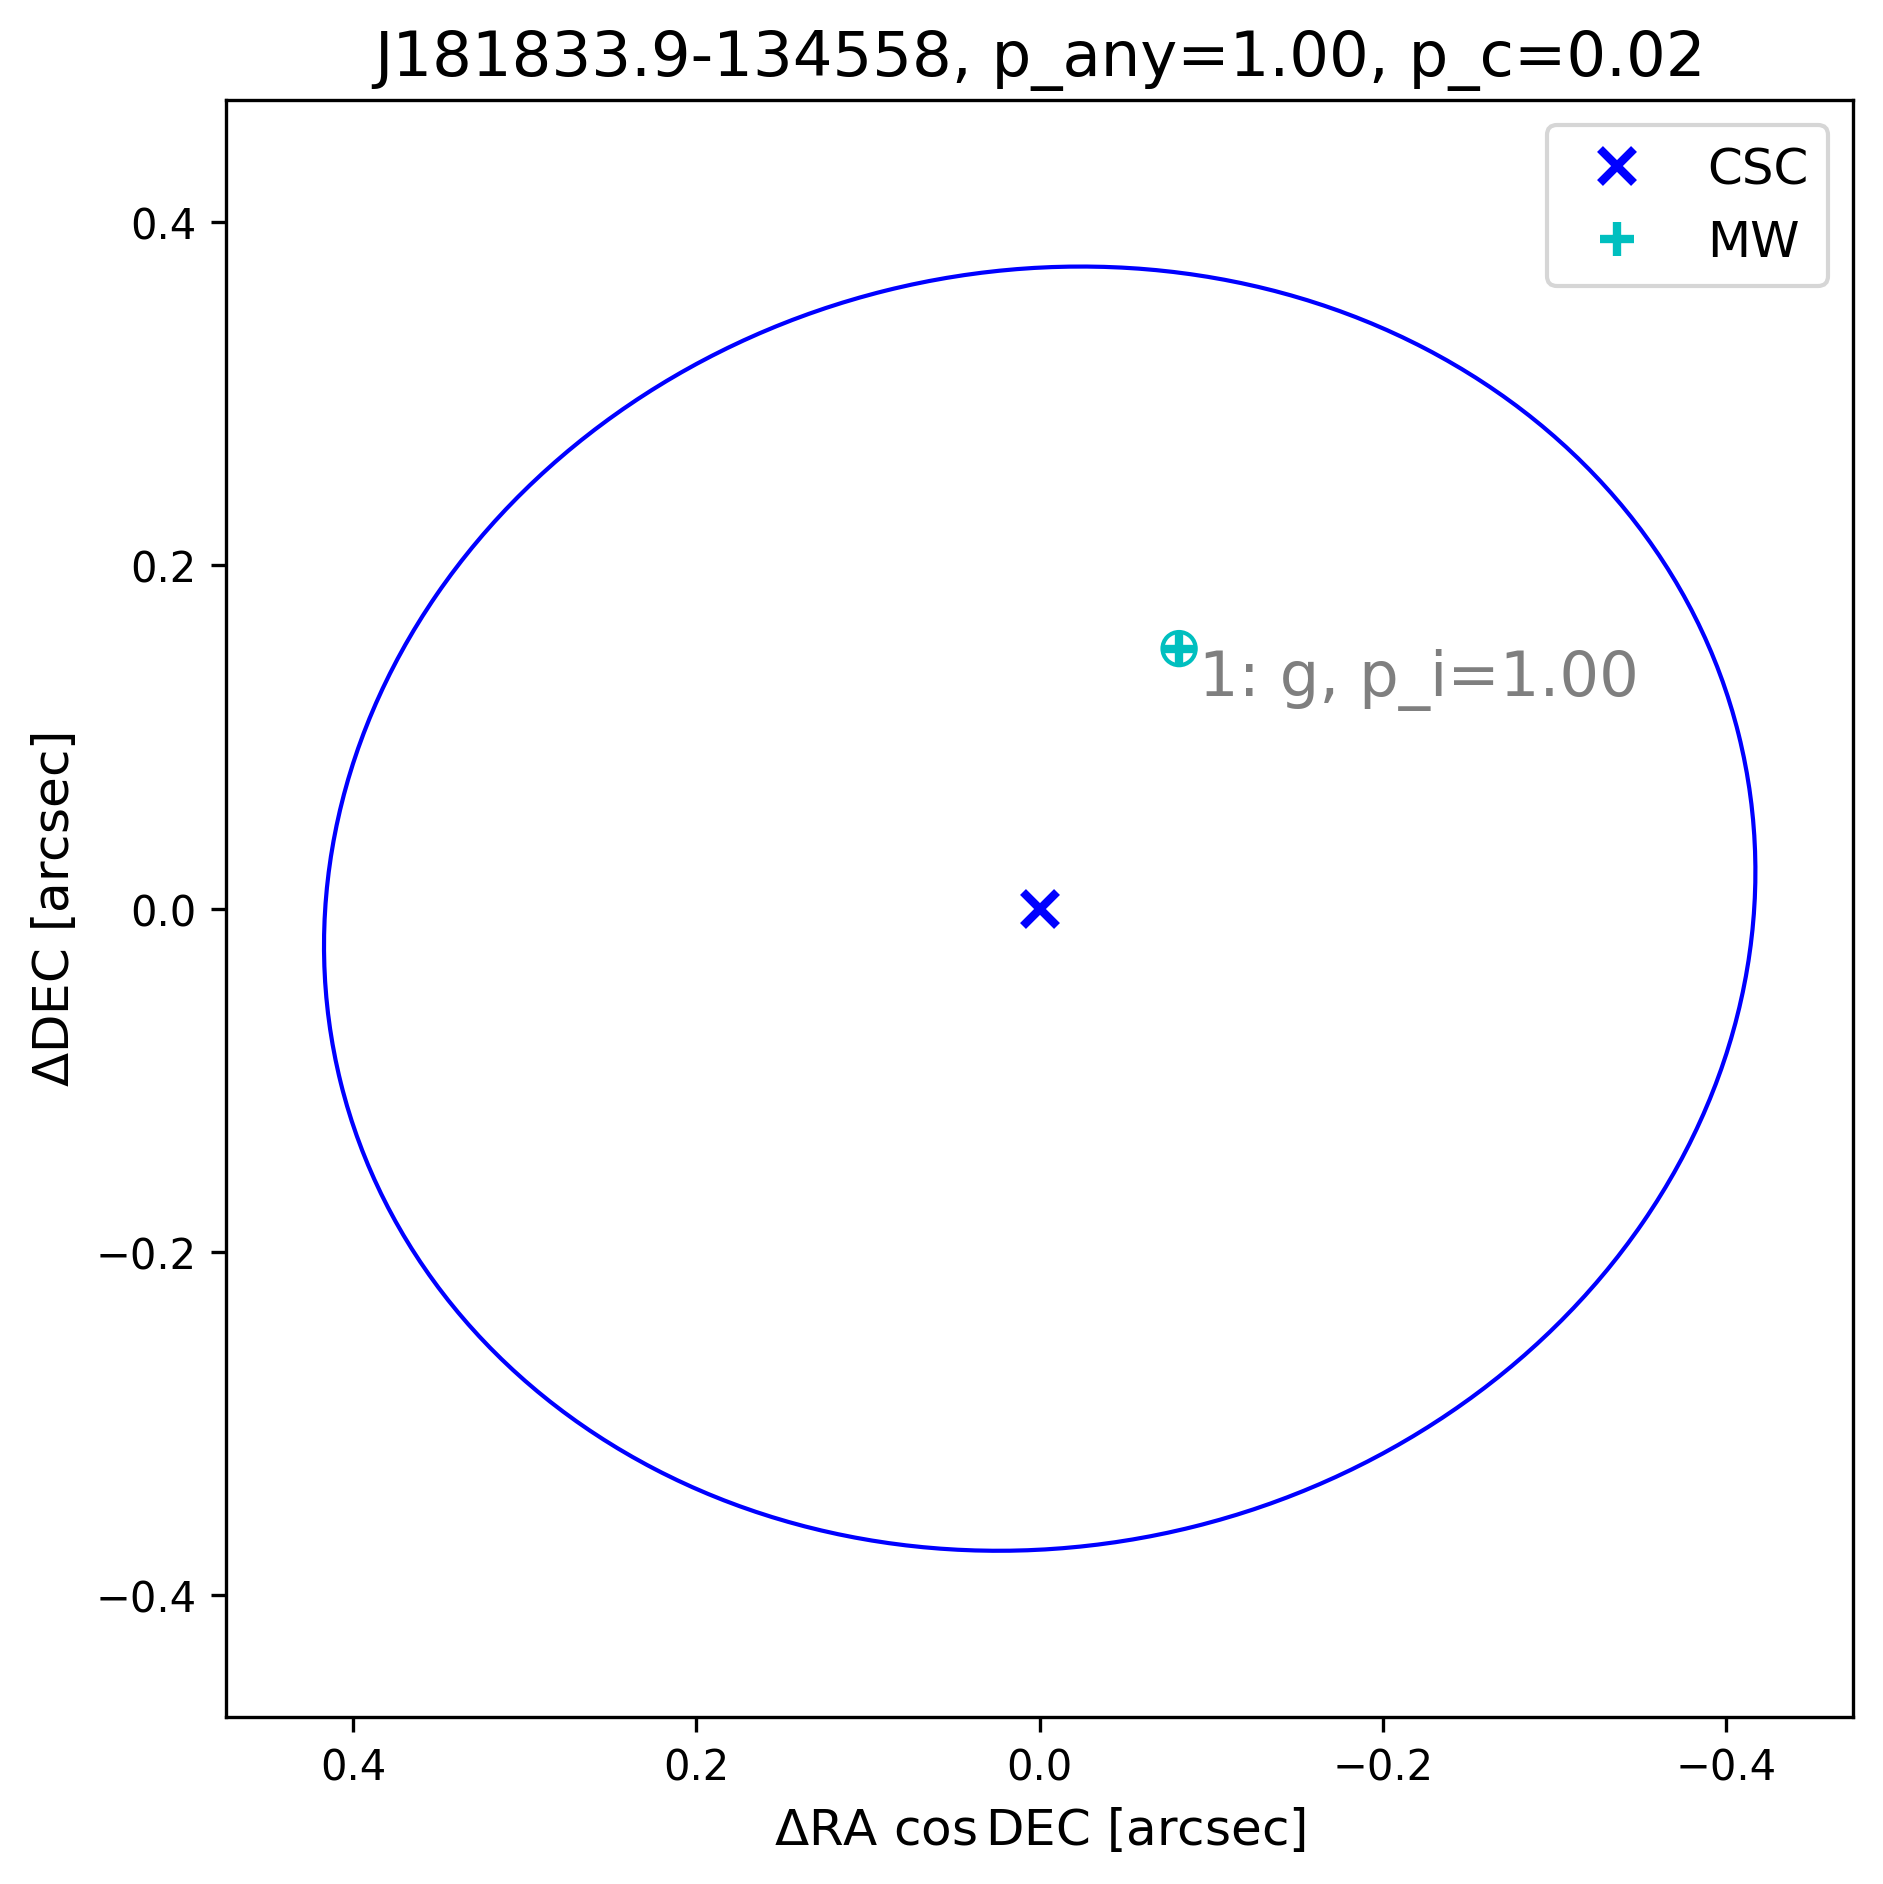 J181833.9-134558, p_any=1.00, p_c=0.02
CSC
MW
0.4
0.2
0.0
−0.2
−0.4
1: g, p_i=1.00
ΔDEC [arcsec]
0.4
0.2
0.0
−0.2
−0.4
ΔRA cos DEC [arcsec]